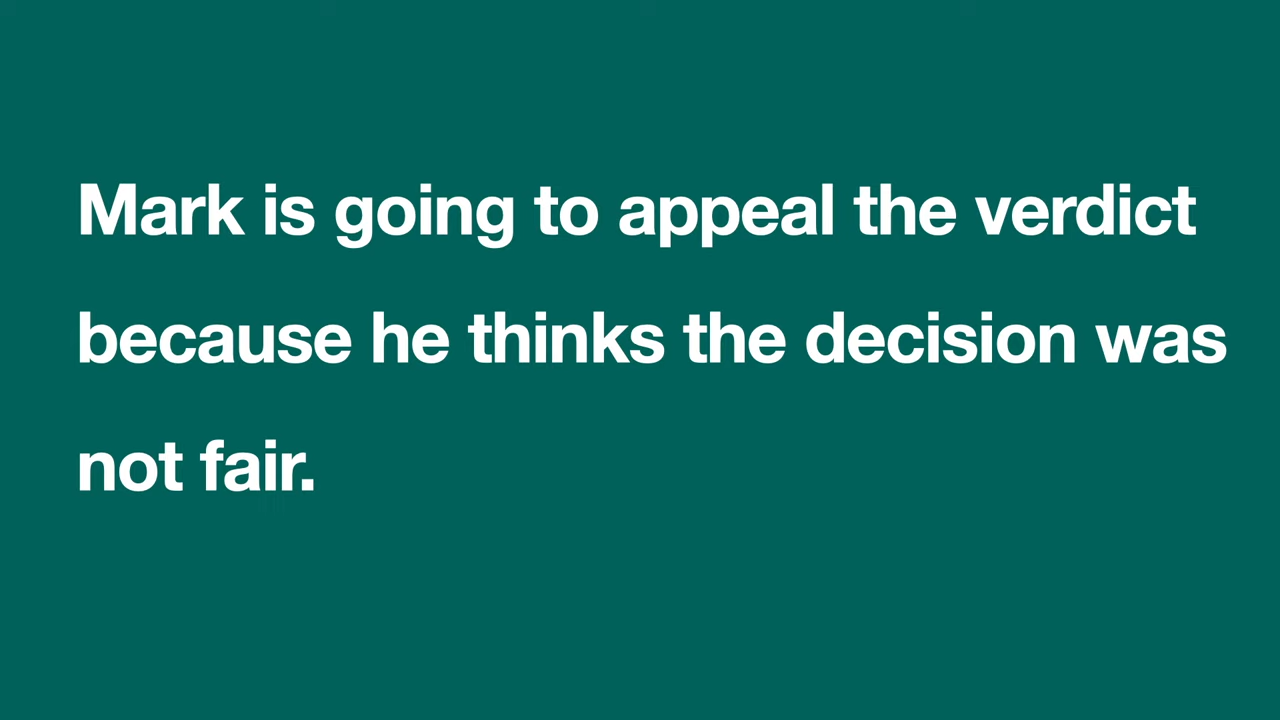 Mark is going to appeal the verdict
because he thinks the decision was
not fair.